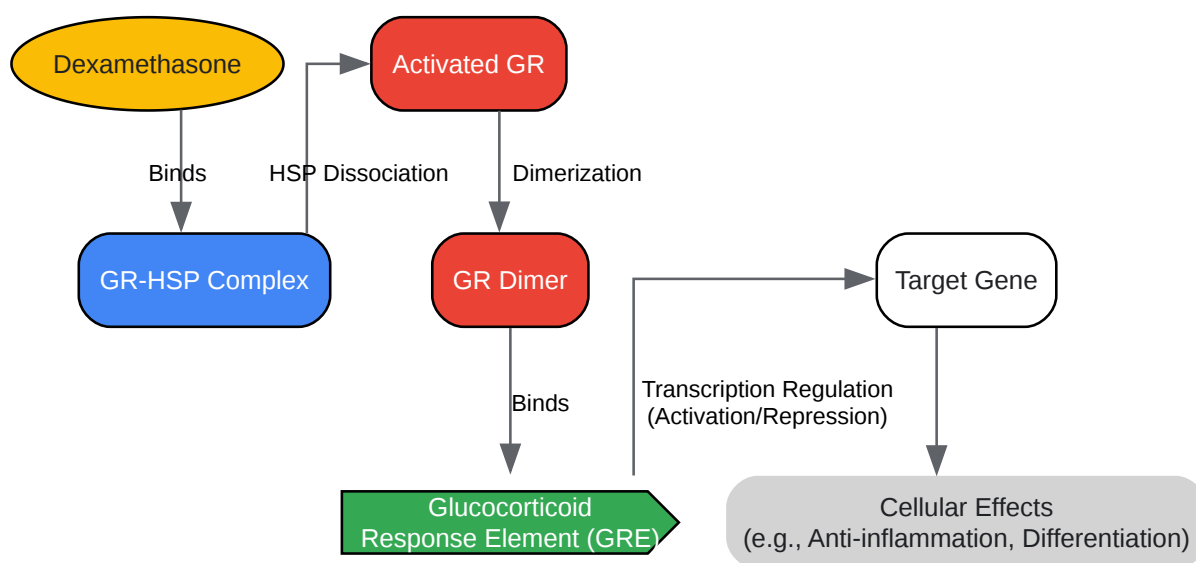 Dexamethasone
Activated GR
Binds
HSP Dissociation
Dimerization
GR-HSP Complex
GR Dimer
Target Gene
Binds
Transcription Regulation
(Activation/Repression)
Glucocorticoid
Response Element (GRE)
Cellular Effects
(e.g., Anti-inflammation, Differentiation)